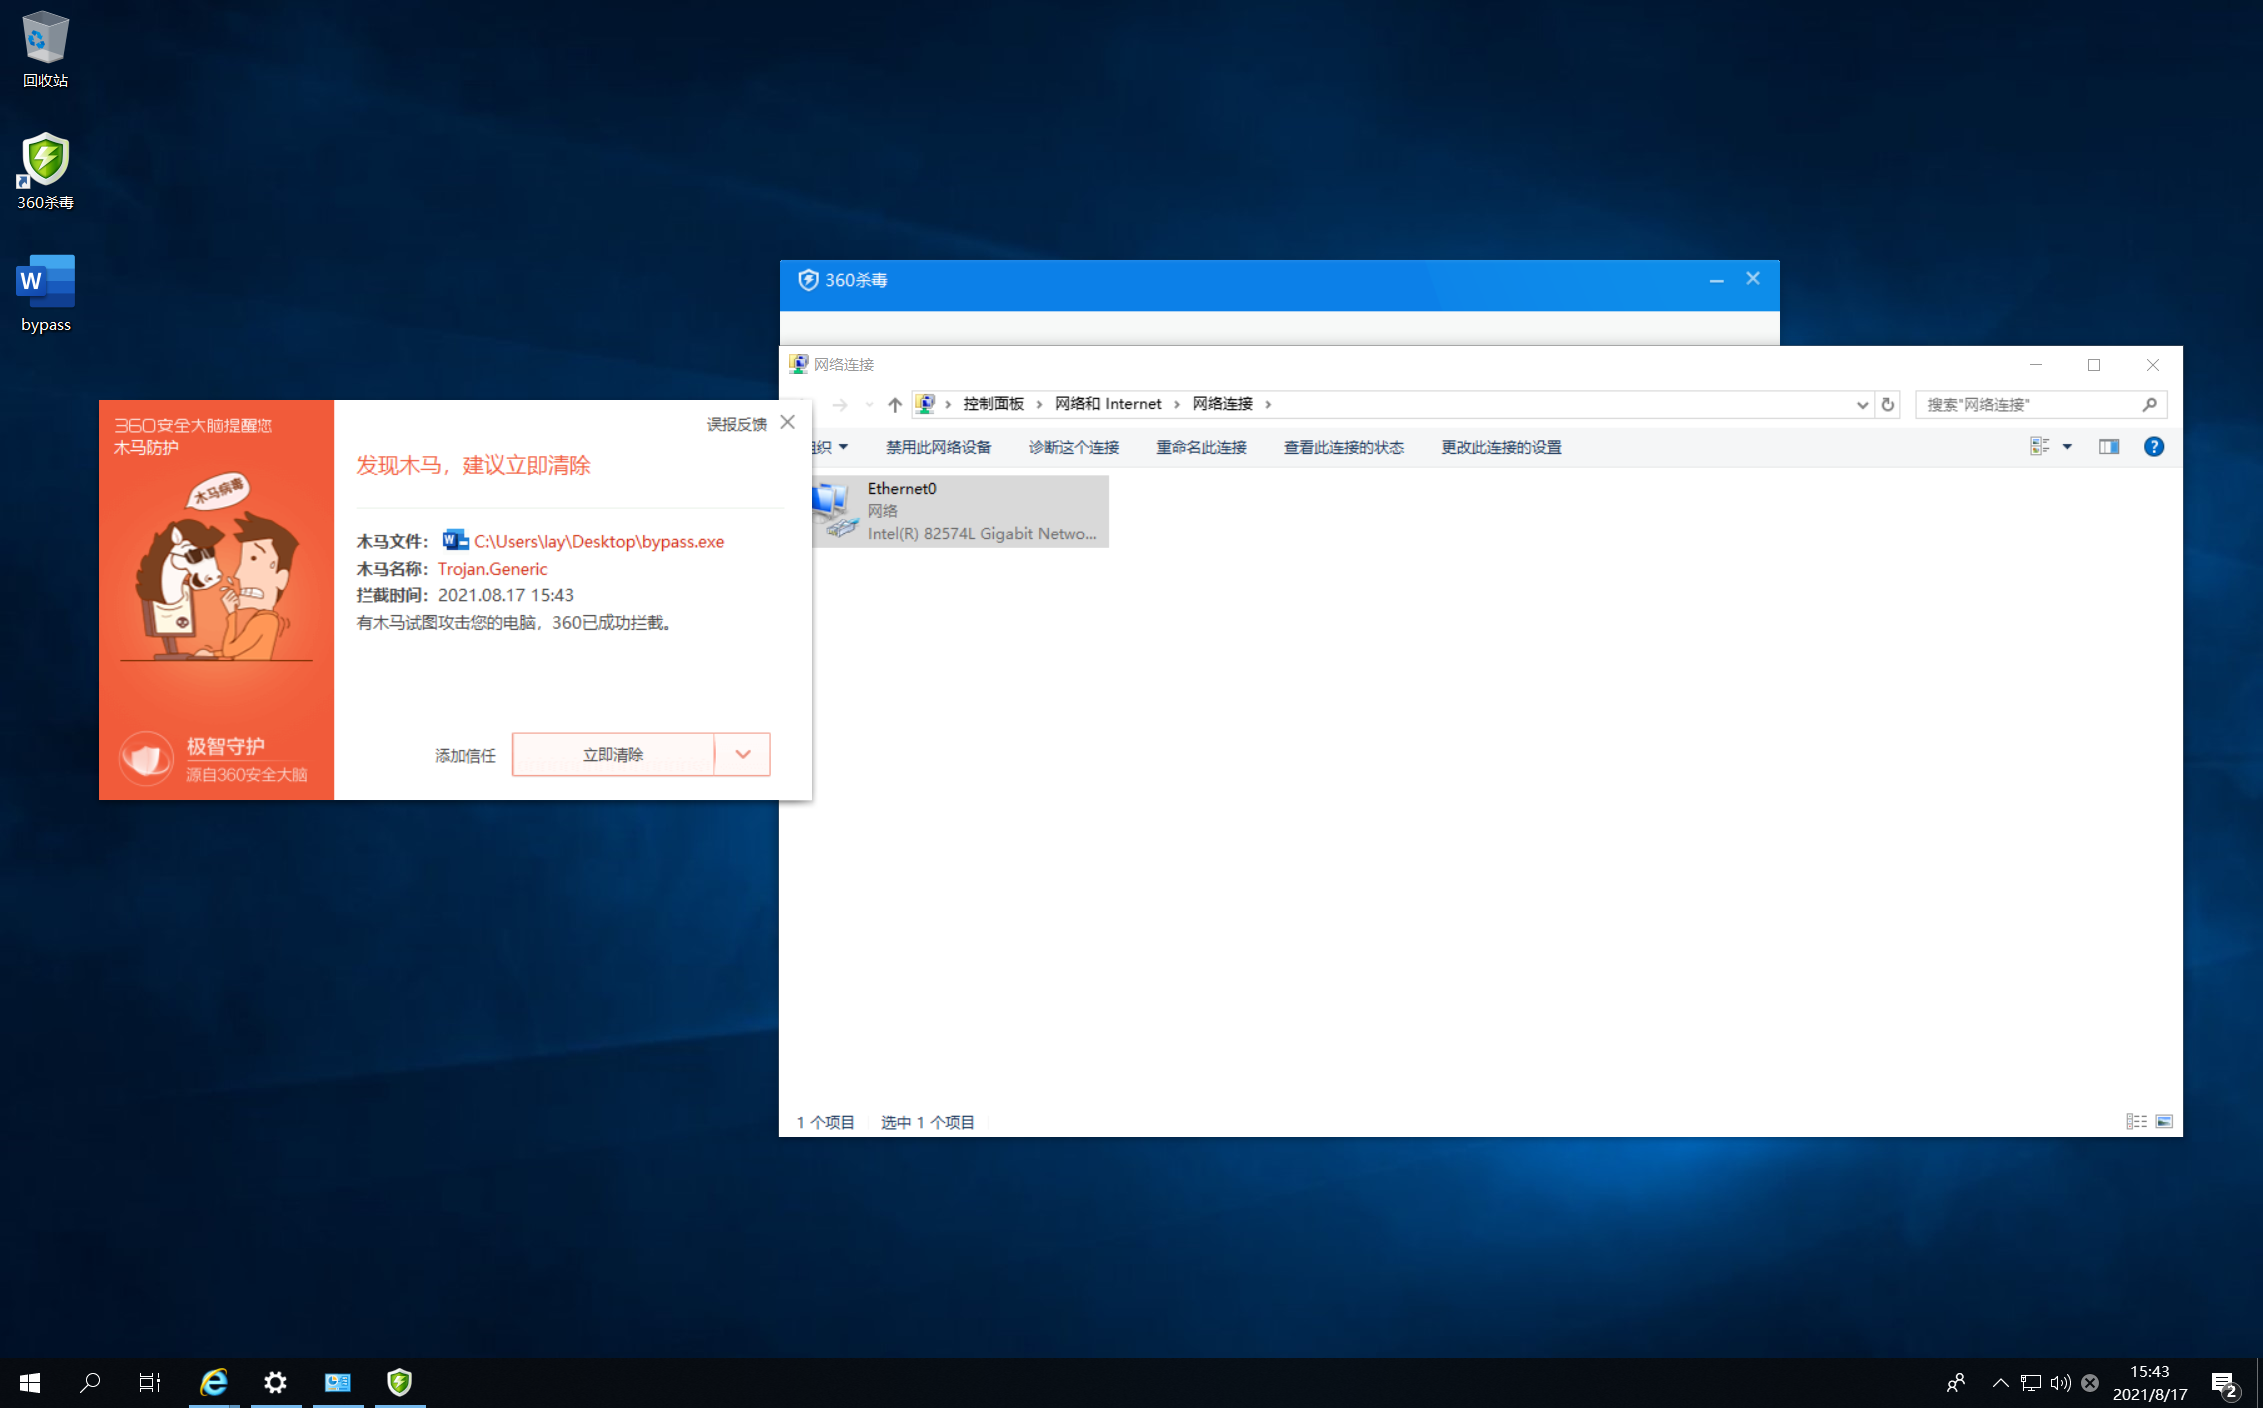 回收站
360杀毒
W
bypass
360杀毒
网络连接
控制面板 网络和 Internet 网络连接
搜索"网络连接"
织 禁用此网络设备 诊断这个连接 重命名此连接 查看此连接的状态 更改此连接的设置
Ethernet0
网络
Intel(R) 82574L Gigabit Netwo...
1 个项目 选中 1 个项目
360安全大脑提醒您
木马防护
木马病毒
极智守护
源自360安全大脑
误报反馈
发现木马，建议立即清除
木马文件： C:\Users\lay\Desktop\bypass.exe
木马名称：Trojan.Generic
拦截时间：2021.08.17 15:43
有木马试图攻击您的电脑，360已成功拦截。
添加信任 立即清除
15:43
2021/8/17
2